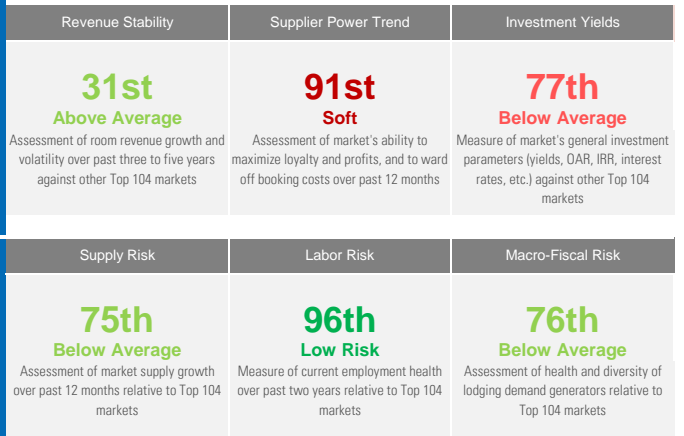 Revenue Stability
Supplier Power Trend
Investment Yields
31st
Above Average
Assessment of room revenue growth and
volatility over past three to five years
against other Top 104 markets
91st
Soft
Assessment of market's ability to
maximize loyalty and profits, and to ward
off booking costs over past 12 months
77th
Below Average
Measure of market's general investment
parameters (yields, OAR, IRR, interest
rates, etc.) against other Top 104
markets
Supply Risk
Labor Risk
Macro-Fiscal Risk
75th
Below Average
Assessment of market supply growth
over past 12 months relative to Top 104
markets
96th
Low Risk
Measure of current employment health
over past two years relative to Top 104
markets
76th
Below Average
Assessment of health and diversity of
lodging demand generators relative to
Top 104 markets